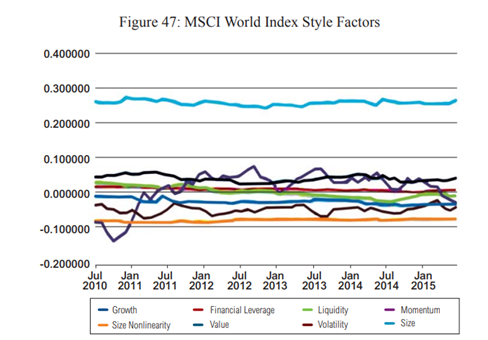 Figure 47: MSCI World Index Style Factors
0.400000
0.300000
0.200000
0.100000
0.000000
-0.100000
-0.200000
Jul Jan Jul Jan Jul Jan Jul Jan Jul Jan
2010 2011 2011 2012 2012 2013 2013 2014 2014 2015
Growth Financial Leverage Liquidity Momentum
Size Nonlinearity Value Volatility Size